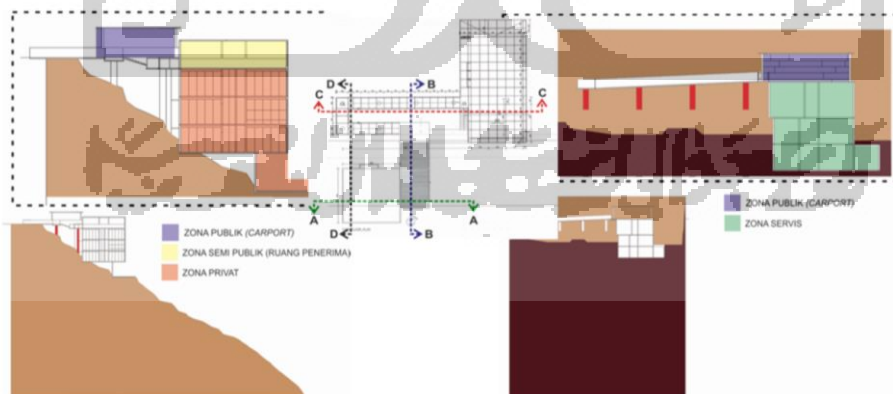 D
B
C
C
A
A
D
B
ZONA PUBLIK (CARPORT)
ZONA SEMI PUBLIK (RUANG PENERIMA)
ZONA PRIVAT
ZONA PUBLIK (CARPORT)
ZONA SERVIS